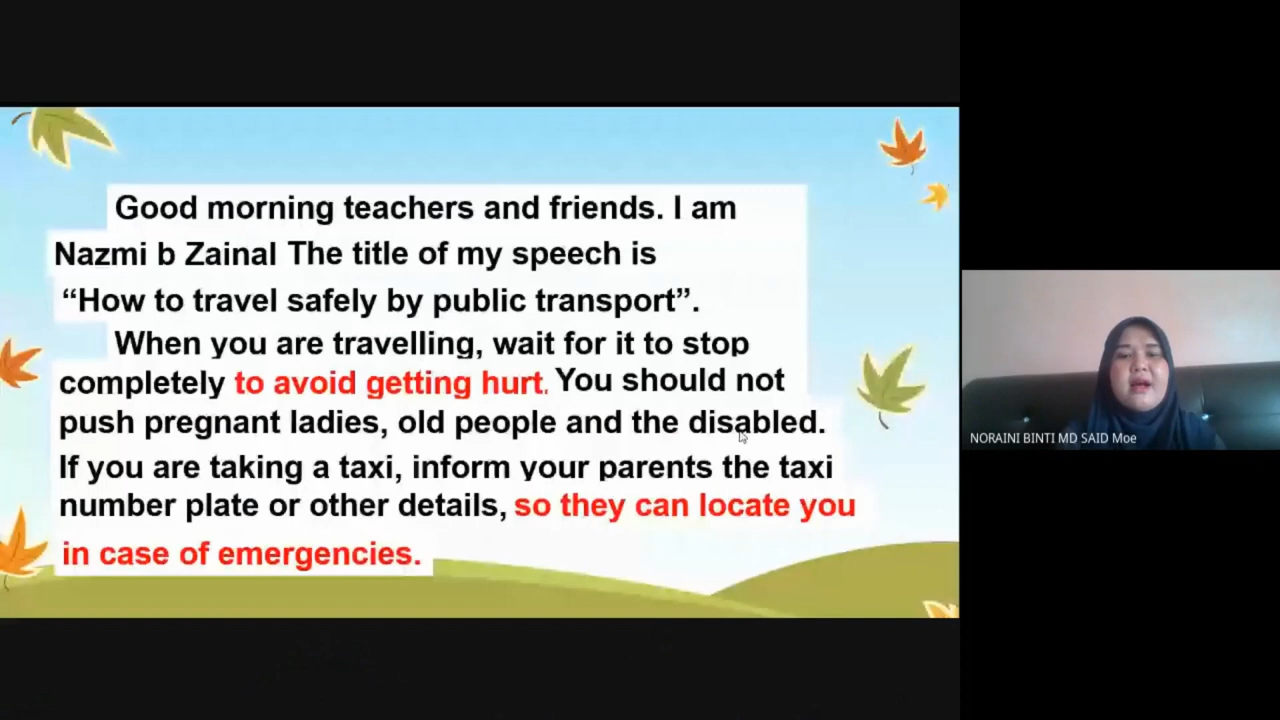 Good morning teachers and friends. I am
Nazmi b Zainal The title of my speech is
“How to travel safely by public transport”.
When you are travelling, wait for it to stop
completely to avoid getting hurt. You should not
push pregnant ladies, old people and the disabled.
If you are taking a taxi, inform your parents the taxi
number plate or other details, so they can locate you
in case of emergencies.
NORAINI BINTI MD SAID Moe